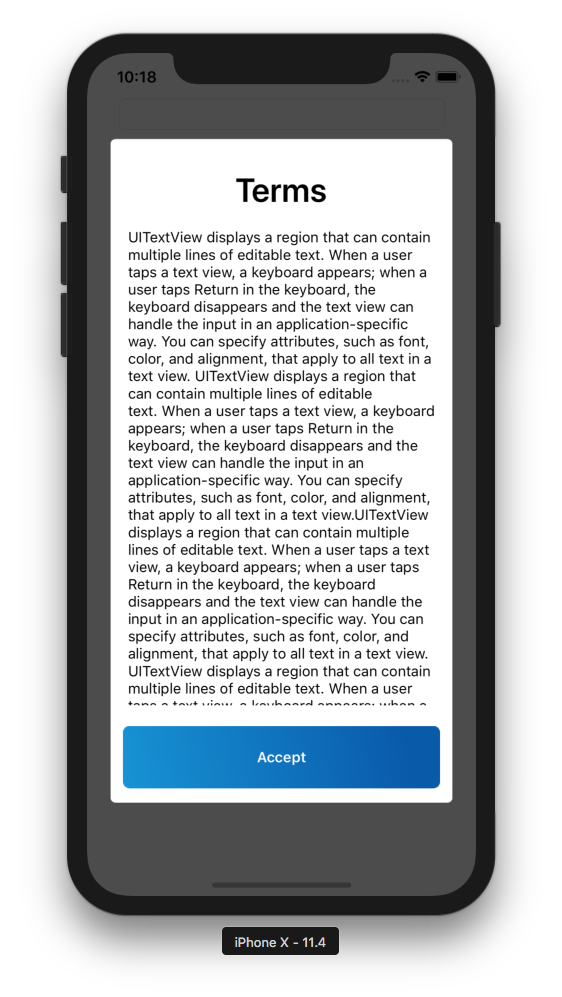 10:18
Terms
UITextView displays a region that can contain
multiple lines of editable text. When a user
taps a text view, a keyboard appears; when a
user taps Return in the keyboard, the
keyboard disappears and the text view can
handle the input in an application-specific
way. You can specify attributes, such as font,
color, and alignment, that apply to all text in a
text view. UITextView displays a region that
can contain multiple lines of editable
text. When a user taps a text view, a keyboard
appears; when a user taps Return in the
keyboard, the keyboard disappears and the
text view can handle the input in an
application-specific way. You can specify
attributes, such as font, color, and alignment,
that apply to all text in a text view.UITextView
displays a region that can contain multiple
lines of editable text. When a user taps a text
view, a keyboard appears; when a user taps
Return in the keyboard, the keyboard
disappears and the text view can handle the
input in an application-specific way. You can
specify attributes, such as font, color, and
alignment, that apply to all text in a text view.
UITextView displays a region that can contain
multiple lines of editable text. When a user
taps a text view, a keyboard appears; when a
Accept
iPhone X - 11.4